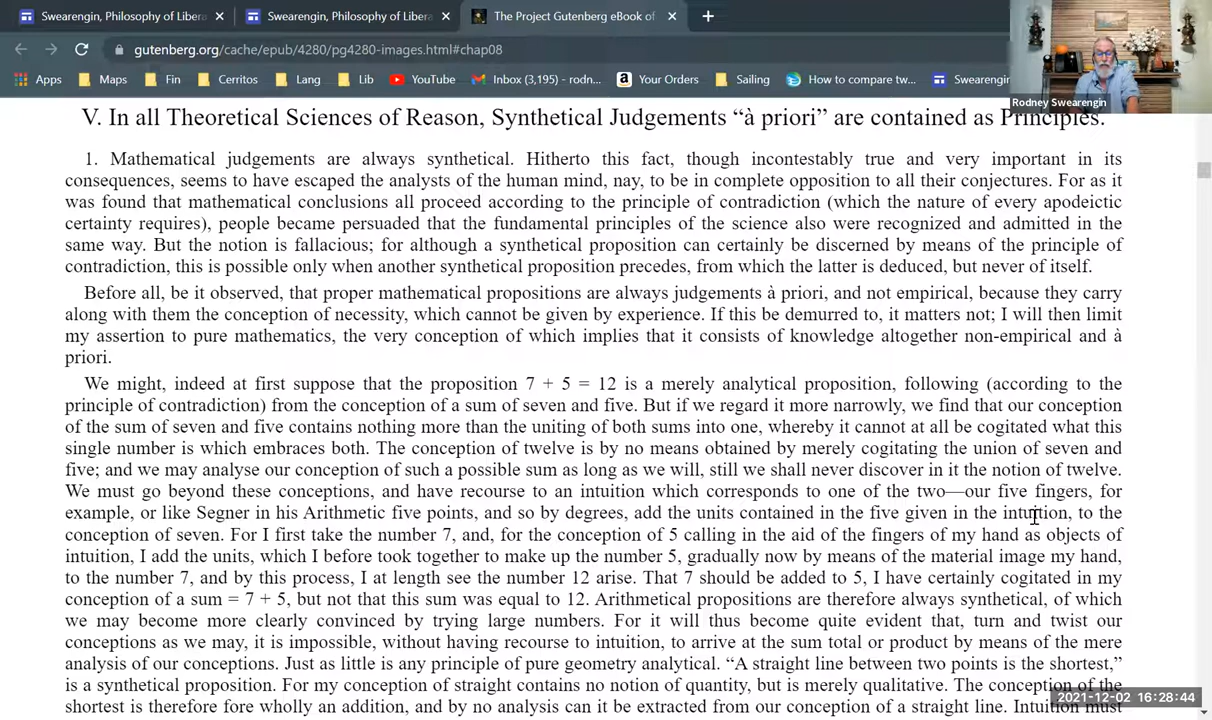 Swearengin, Philosophy of Libera
Swearengin, Philosophy of Libera
The Project Gutenberg eBook of
gutenberg.org/cache/epub/4280/pg4280-images.html#chap08
Apps
Maps
Fin
Cerritos
Lang
Lib
YouTube
Inbox (3,195) - rodn...
Your Orders
Sailing
How to compare tw...
Swearengin
Rodney Swearengin
V. In all Theoretical Sciences of Reason, Synthetical Judgements “à priori” are contained as Principles.
1. Mathematical judgements are always synthetical. Hitherto this fact, though incontestably true and very important in its
consequences, seems to have escaped the analysts of the human mind, nay, to be in complete opposition to all their conjectures. For as it
was found that mathematical conclusions all proceed according to the principle of contradiction (which the nature of every apodeictic
certainty requires), people became persuaded that the fundamental principles of the science also were recognized and admitted in the
same way. But the notion is fallacious; for although a synthetical proposition can certainly be discerned by means of the principle of
contradiction, this is possible only when another synthetical proposition precedes, from which the latter is deduced, but never of itself.
Before all, be it observed, that proper mathematical propositions are always judgements à priori, and not empirical, because they carry
along with them the conception of necessity, which cannot be given by experience. If this be demurred to, it matters not; I will then limit
my assertion to pure mathematics, the very conception of which implies that it consists of knowledge altogether non-empirical and à
priori.
We might, indeed at first suppose that the proposition 7 + 5 = 12 is a merely analytical proposition, following (according to the
principle of contradiction) from the conception of a sum of seven and five. But if we regard it more narrowly, we find that our conception
of the sum of seven and five contains nothing more than the uniting of both sums into one, whereby it cannot at all be cogitated what this
single number is which embraces both. The conception of twelve is by no means obtained by merely cogitating the union of seven and
five; and we may analyse our conception of such a possible sum as long as we will, still we shall never discover in it the notion of twelve.
We must go beyond these conceptions, and have recourse to an intuition which corresponds to one of the two—our five fingers, for
example, or like Segner in his Arithmetic five points, and so by degrees, add the units contained in the five given in the intuition, to the
conception of seven. For I first take the number 7, and, for the conception of 5 calling in the aid of the fingers of my hand as objects of
intuition, I add the units, which I before took together to make up the number 5, gradually now by means of the material image my hand,
to the number 7, and by this process, I at length see the number 12 arise. That 7 should be added to 5, I have certainly cogitated in my
conception of a sum = 7 + 5, but not that this sum was equal to 12. Arithmetical propositions are therefore always synthetical, of which
we may become more clearly convinced by trying large numbers. For it will thus become quite evident that, turn and twist our
conceptions as we may, it is impossible, without having recourse to intuition, to arrive at the sum total or product by means of the mere
analysis of our conceptions. Just as little is any principle of pure geometry analytical. “A straight line between two points is the shortest,”
is a synthetical proposition. For my conception of straight contains no notion of quantity, but is merely qualitative. The conception of the
shortest is therefore fore wholly an addition, and by no analysis can it be extracted from our conception of a straight line. Intuition must
2021-12-02 16:28:44